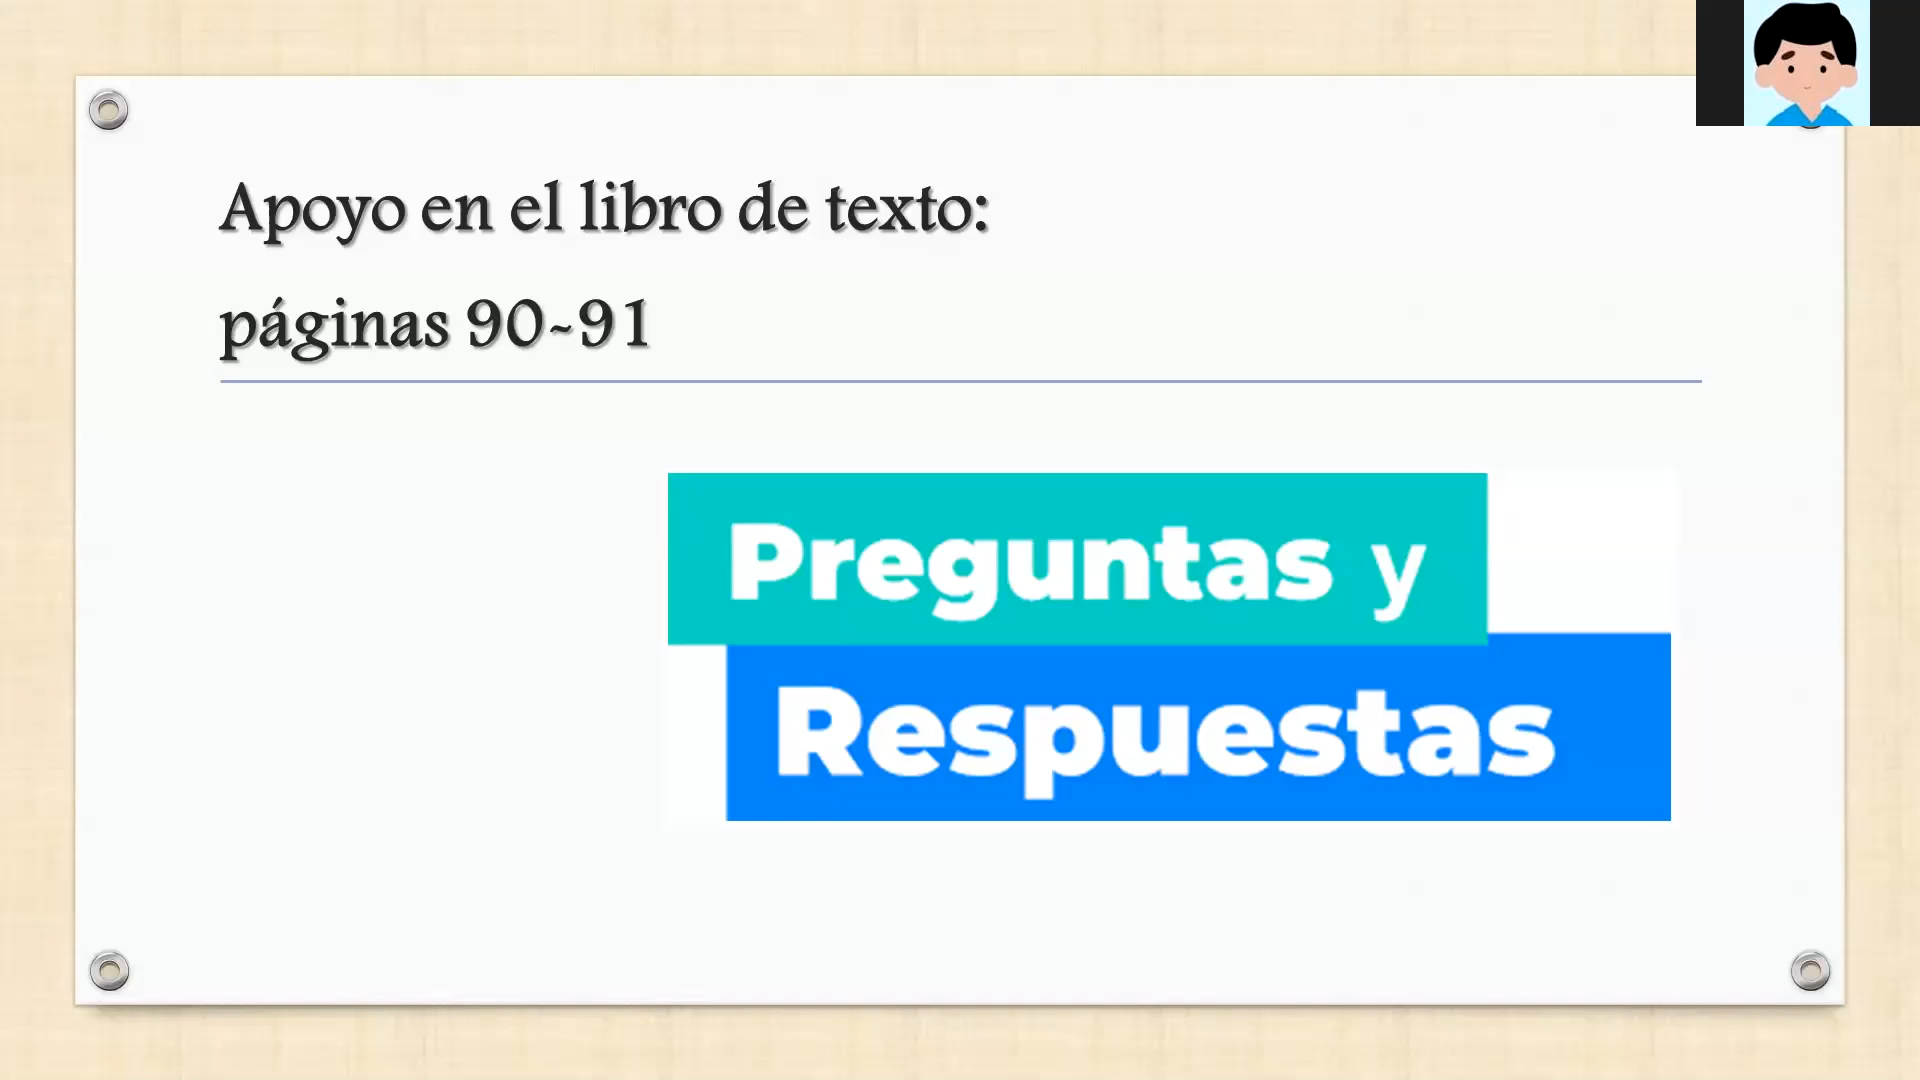 Apoyo en el libro de texto:
páginas 90~91
Preguntas y
Respuestas